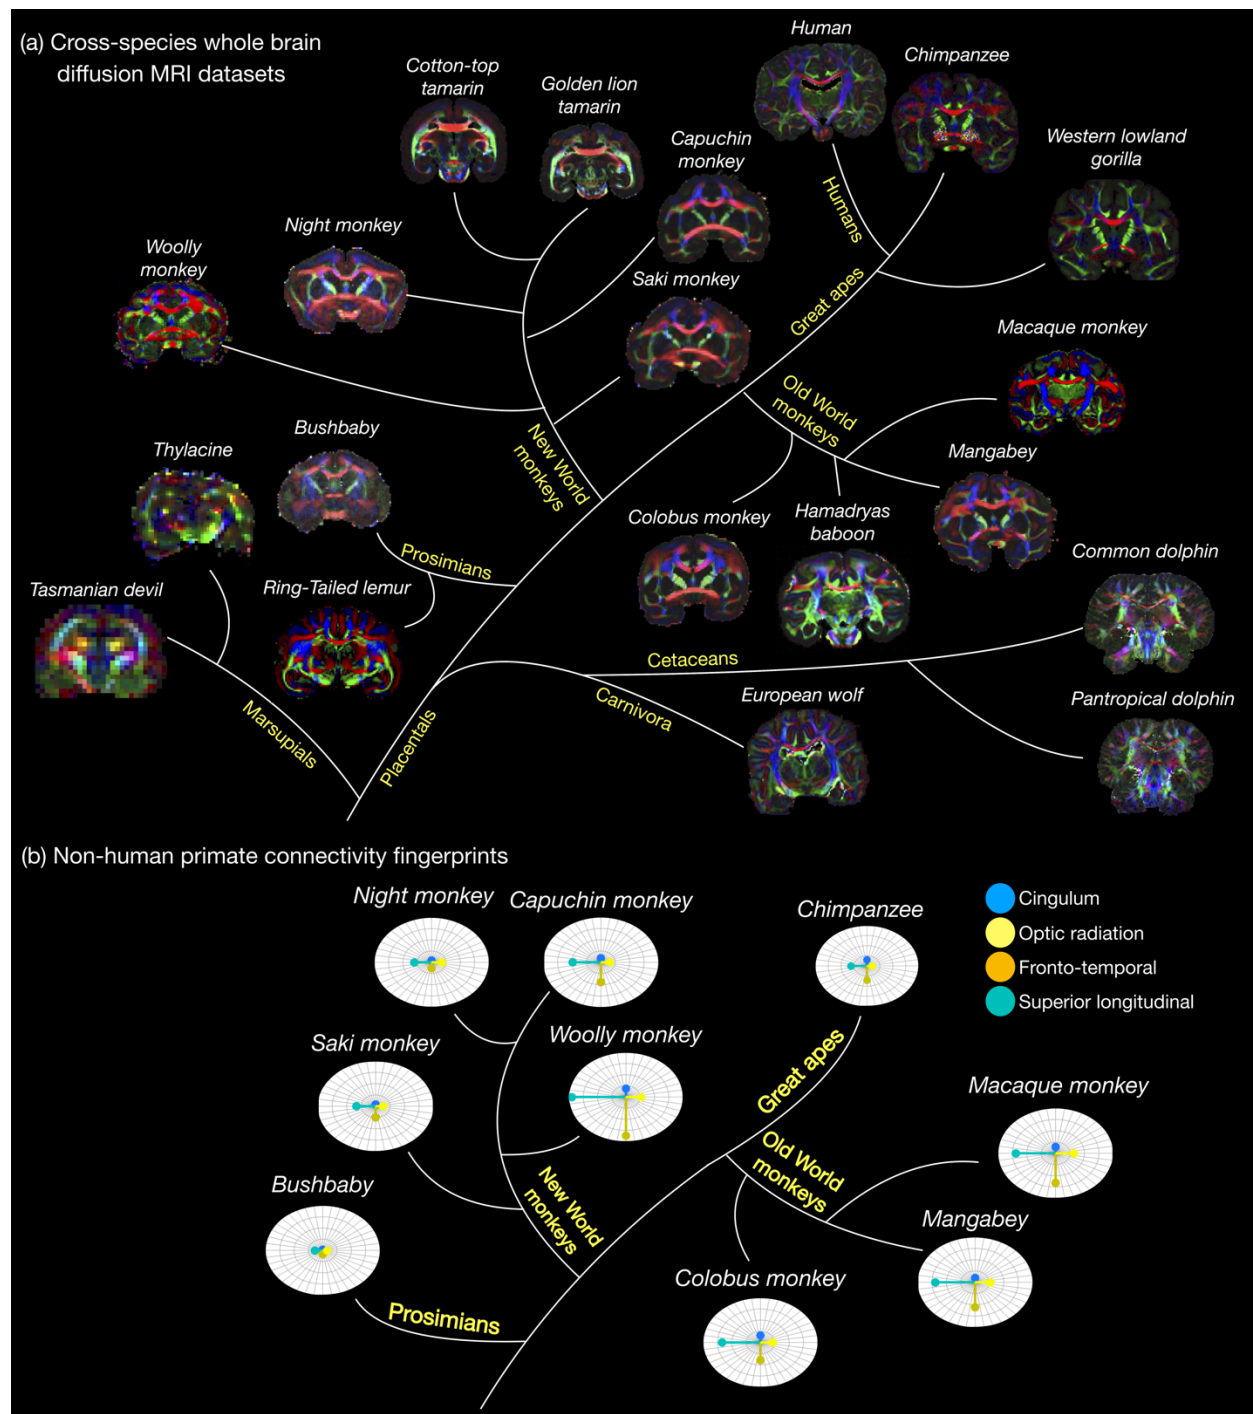 (a) Cross-species whole brain
diffusion MRI datasets
Human
Chimpanzee
Cotton-top
tamarin
Golden lion
tamarin
Capuchin
monkey
Western lowland
gorilla
Night monkey
Woolly
monkey
Saki monkey
Humans
Great apes
Macaque monkey
Old World
monkeys
New World
monkeys
Bushbaby
Thylacine
Mangabey
Colobus monkey
Hamadryas
baboon
Prosimians
Common dolphin
Tasmanian devil
Ring-Tailed lemur
Cetaceans
Carnivora
European wolf
Pantropical dolphin
Marsupials
Placentals
(b) Non-human primate connectivity fingerprints
Night monkey
Capuchin monkey
Chimpanzee
Cingulum
Optic radiation
Fronto-temporal
Superior longitudinal
Saki monkey
Woolly monkey
Great apes
Macaque monkey
Old World
monkeys
New World
monkeys
Bushbaby
Mangabey
Colobus monkey
Prosimians